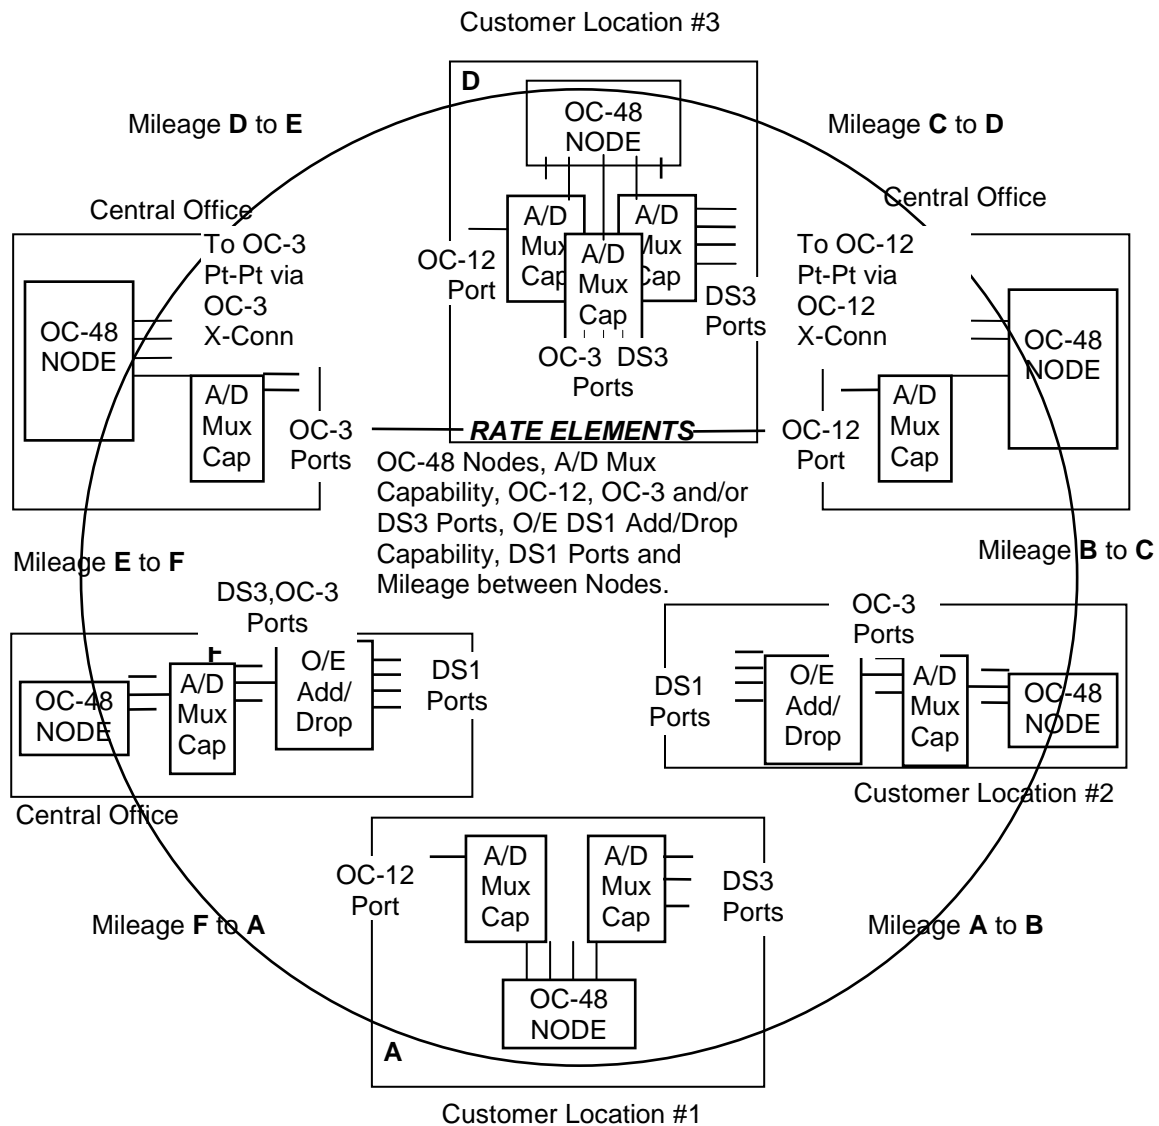 Customer Location #3
D
OC-48
NODE
Mileage D to E
Mileage C to D
Central Office
Central Office
A/D
Mux
Cap
A/D
Mux
Cap
A/D
Mux
Cap
OC-12
Port
DS3
Ports
OC-3 DS3
Ports
To OC-3
Pt-Pt via
OC-3
X-Conn
OC-48
NODE
A/D
Mux
Cap
OC-3
Ports
To OC-12
Pt-Pt via
OC-12
X-Conn
OC-48
NODE
A/D
Mux
Cap
OC-12
Port
RATE ELEMENTS
OC-48 Nodes, A/D Mux
Capability, OC-12, OC-3 and/or
DS3 Ports, O/E DS1 Add/Drop
Capability, DS1 Ports and
Mileage between Nodes.
Mileage E to F
Mileage B to C
DS3,OC-3
Ports
F
OC-48
NODE
A/D
Mux
Cap
O/E
Add/
Drop
DS1
Ports
Central Office
OC-3
Ports
DS1
Ports
O/E
Add/
Drop
A/D
Mux
Cap
OC-48
NODE
Customer Location #2
OC-12
Port
A/D
Mux
Cap
A/D
Mux
Cap
DS3
Ports
Mileage F to A
Mileage A to B
OC-48
NODE
A
Customer Location #1